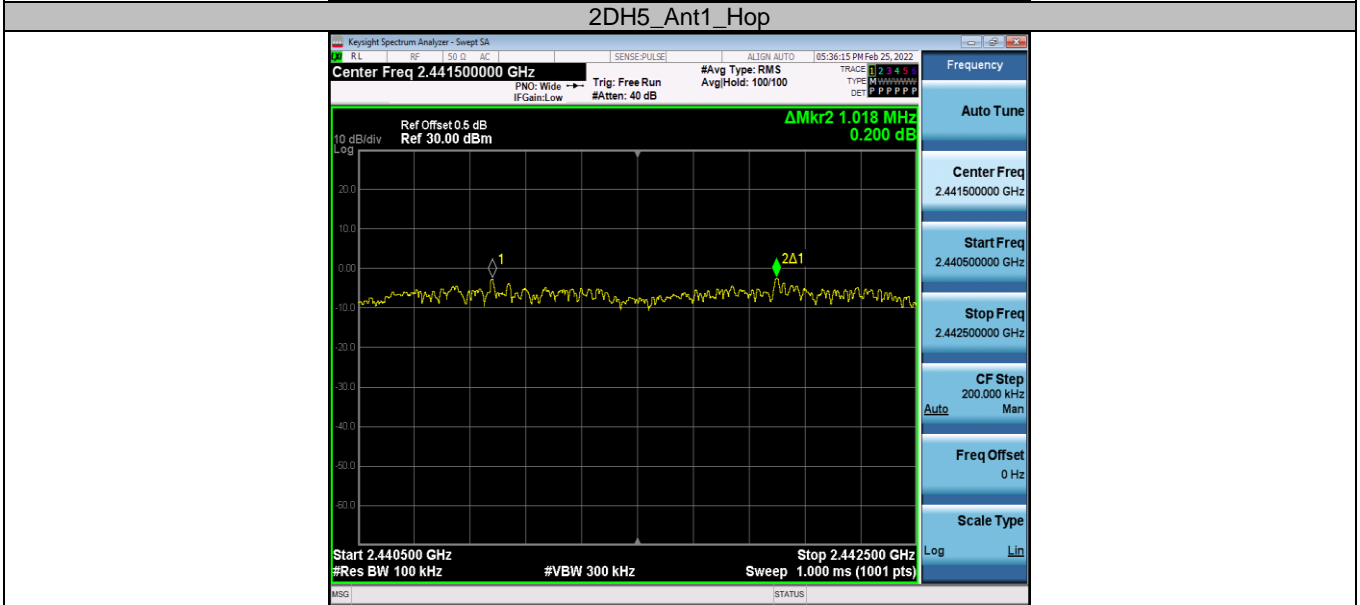 2DH5_Ant1_Hop
Keysight Spectrum Analyzer - Swept SA
RL RF 50 Ω AC SENSE:PULSE ALIGN AUTO 05:36:15 PM Feb 25, 2022
Center Freq 2.441500000 GHz
PNO: Wide
IFGain:Low
Trig: Free Run
#Atten: 40 dB
#Avg Type: RMS
Avg|Hold: 100/100
TRACE 1 2 3 4 5 6
TYPE M WWWWW
DET P P P P P P
Frequency
ΔMkr2 1.018 MHz
0.200 dB
Ref Offset 0.5 dB
10 dB/div Ref 30.00 dBm
Log
20.0
10.0
0.00
-10.0
-20.0
-30.0
-40.0
-50.0
-60.0
1
2Δ1
Start 2.440500 GHz Stop 2.442500 GHz
#Res BW 100 kHz #VBW 300 kHz Sweep 1.000 ms (1001 pts)
Auto Tune
Center Freq
2.441500000 GHz
Start Freq
2.440500000 GHz
Stop Freq
2.442500000 GHz
CF Step
200.000 kHz
Auto Man
Freq Offset
0 Hz
Scale Type
Log Lin
MSG STATUS